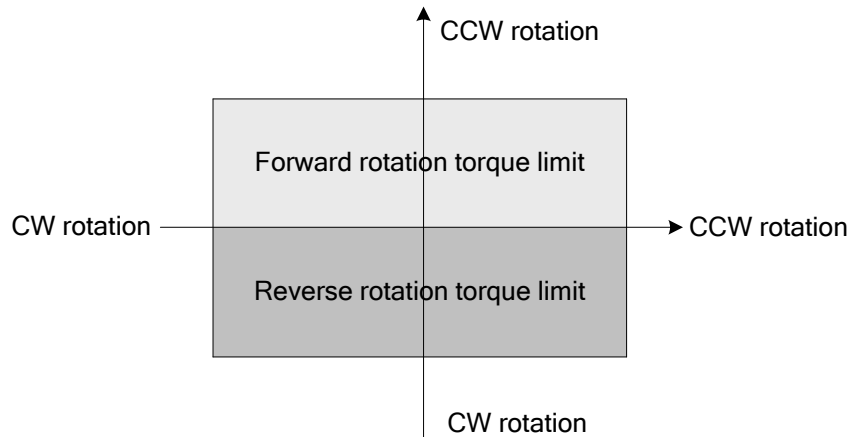 CCW rotation
Forward rotation torque limit
CW rotation
CCW rotation
Reverse rotation torque limit
CW rotation